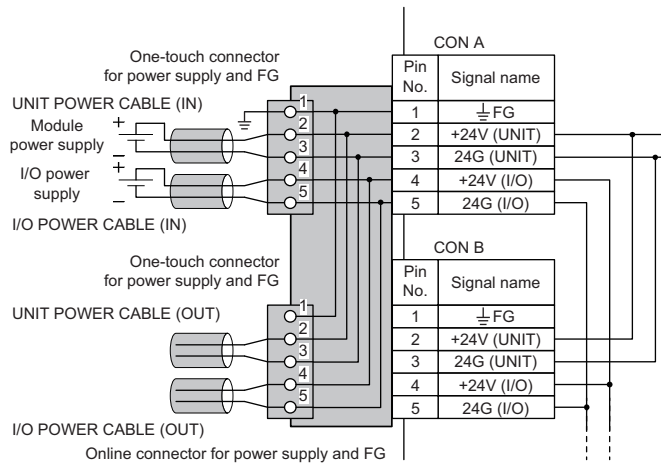 CON A
One-touch connector
for power supply and FG
Pin No. Signal name
UNIT POWER CABLE (IN)
1 FG
Module power supply
+
−
2 +24V (UNIT)
3 24G (UNIT)
I/O power supply
+
−
4 +24V (I/O)
5 24G (I/O)
I/O POWER CABLE (IN)
1
2
3
4
5
CON B
One-touch connector
for power supply and FG
Pin No. Signal name
UNIT POWER CABLE (OUT)
1 FG
2 +24V (UNIT)
3 24G (UNIT)
4 +24V (I/O)
5 24G (I/O)
1
2
3
4
5
I/O POWER CABLE (OUT)
Online connector for power supply and FG